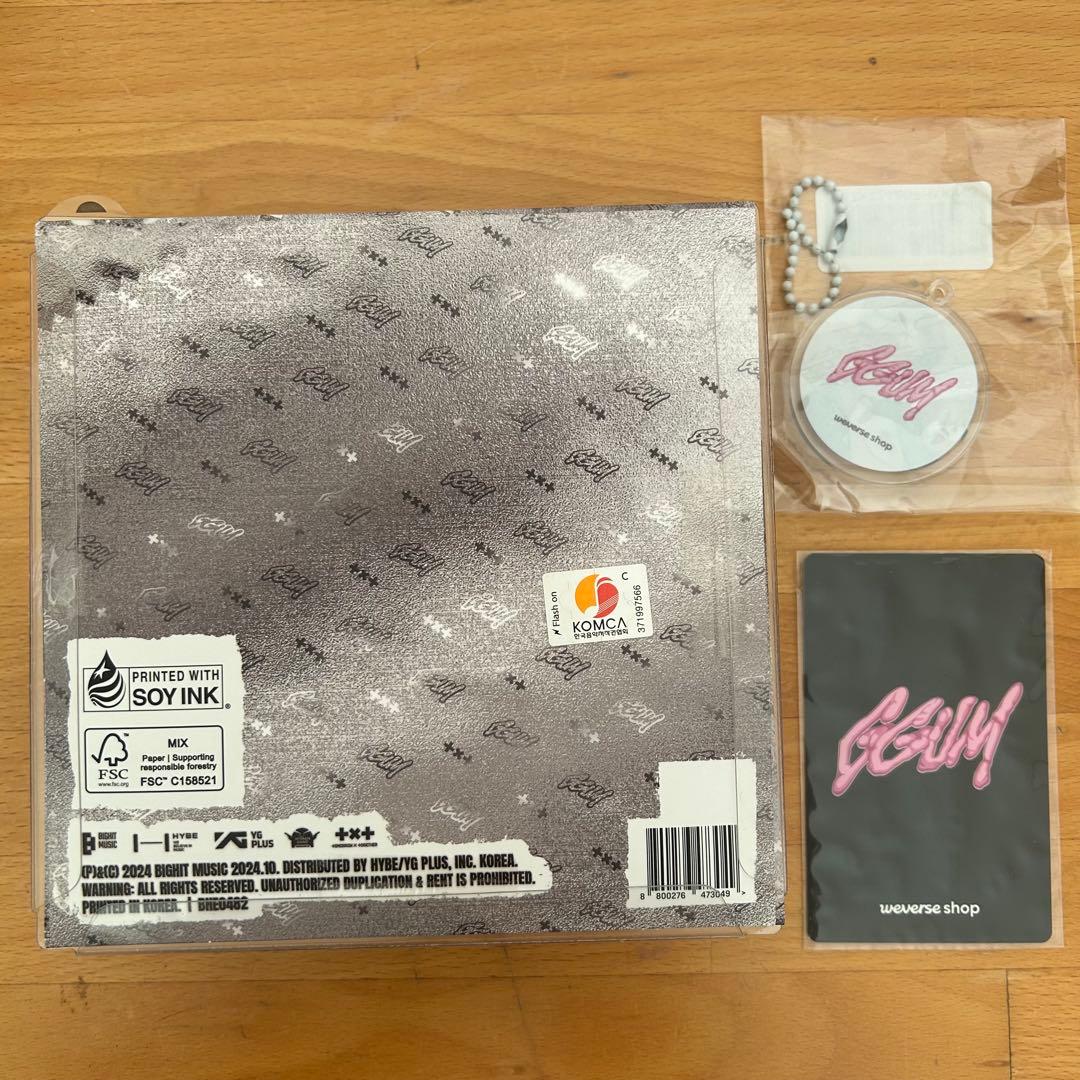 GGUM
weverse shop
Flash on
C
KOMCA
한국음악저작권협회
371997566
PRINTED WITH
SOY INK®
FSC
www.fsc.org
MIX
Paper | Supporting
responsible forestry
FSC™ C158521
BIGHIT
MUSIC
HYBE
YG
PLUS
+x+
(P)&(C) 2024 BIGHIT MUSIC 2024.10. DISTRIBUTED BY HYBE/YG PLUS, INC. KOREA.
WARNING: ALL RIGHTS RESERVED. UNAUTHORIZED DUPLICATION & RENT IS PROHIBITED.
PRINTED IN KOREA. | BHE0482
8 800276 473049 >
GGUM
weverse shop